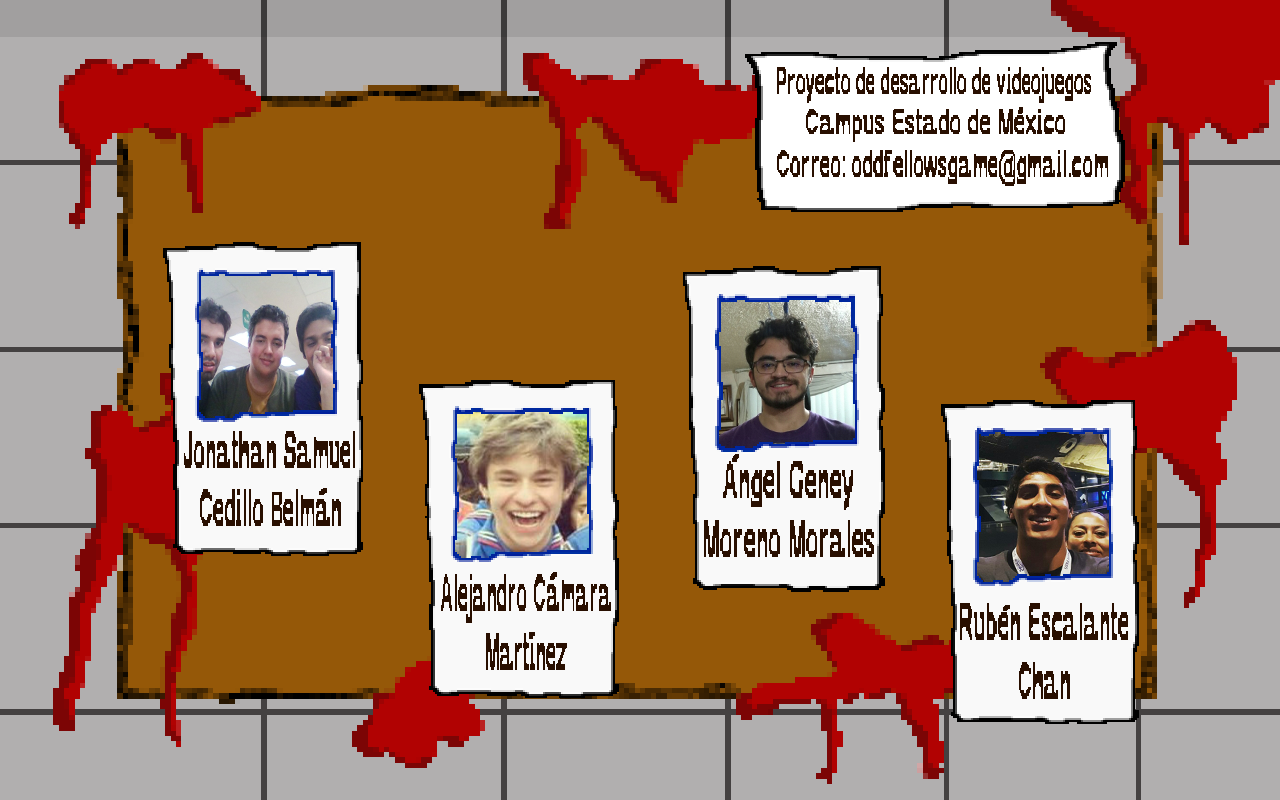 Proyecto de desarrollo de videojuegos
Campus Estado de México
Correo: oddfellowsgame@gmail.com
Jonathan Samuel
Cedillo Belmán
Alejandro Cámara
Martínez
Ángel Geney
Moreno Morales
Rubén Escalante
Chan